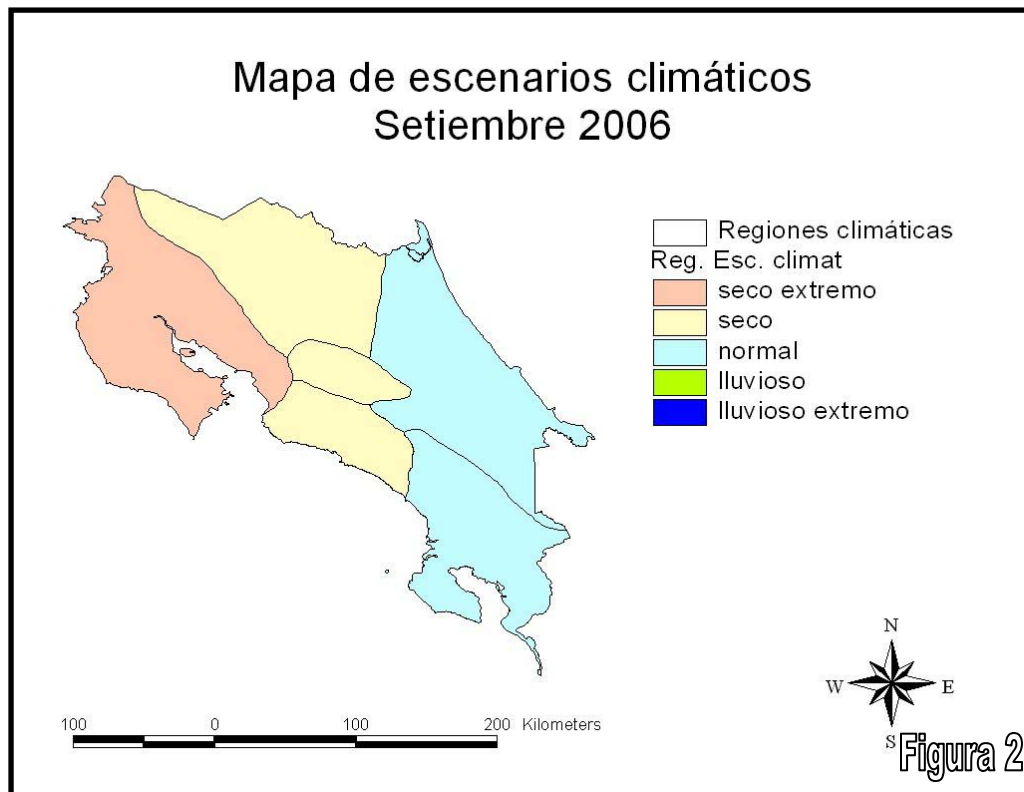 Mapa de escenarios climáticos
Setiembre 2006
Regiones climáticas
Reg. Esc. climat
seco extremo
seco
normal
lluvioso
lluvioso extremo
N
W E
S
100 0 100 200 Kilometers
Figura 2